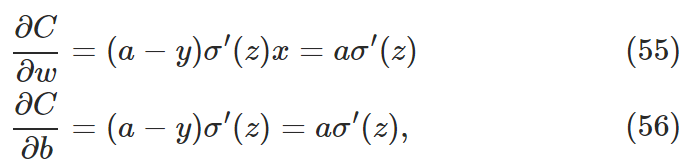 ∂C/∂w = (a − y)σ′(z)x = aσ′(z) (55)
∂C/∂b = (a − y)σ′(z) = aσ′(z), (56)